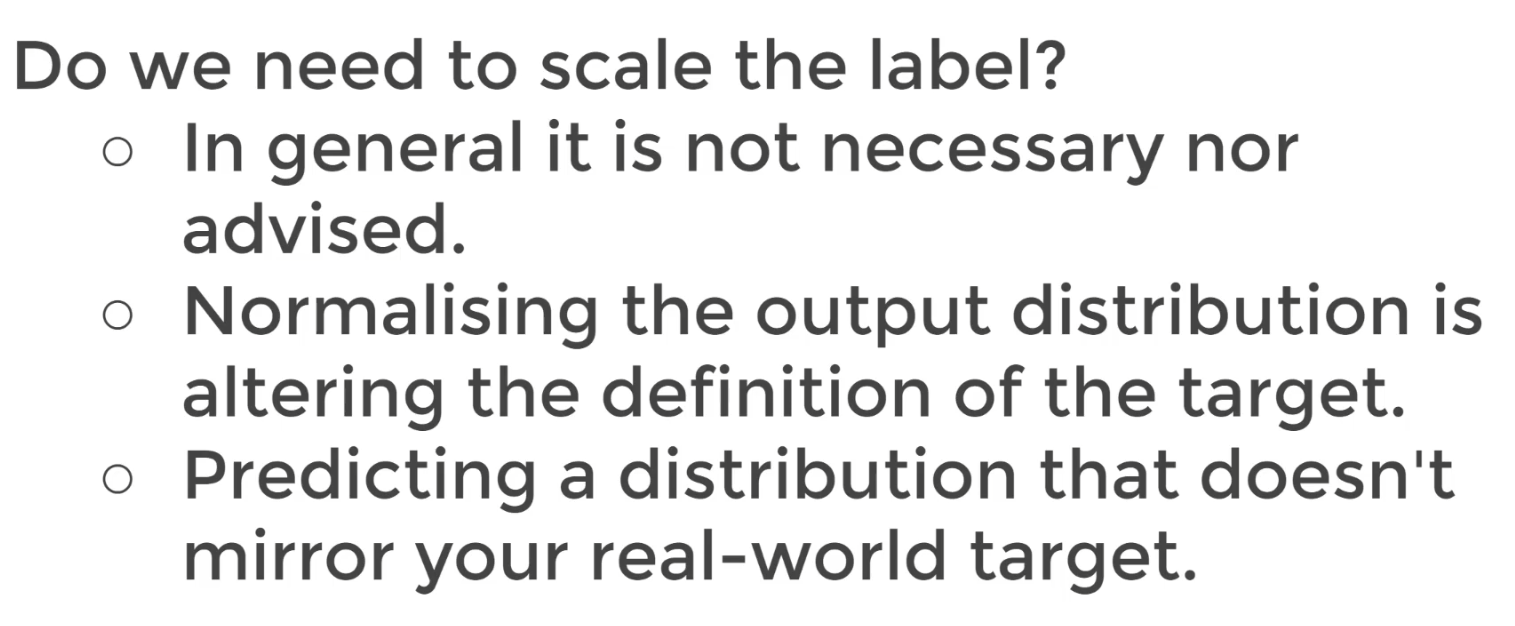 Do we need to scale the label?
○ In general it is not necessary nor
advised.
○ Normalising the output distribution is
altering the definition of the target.
○ Predicting a distribution that doesn't
mirror your real-world target.